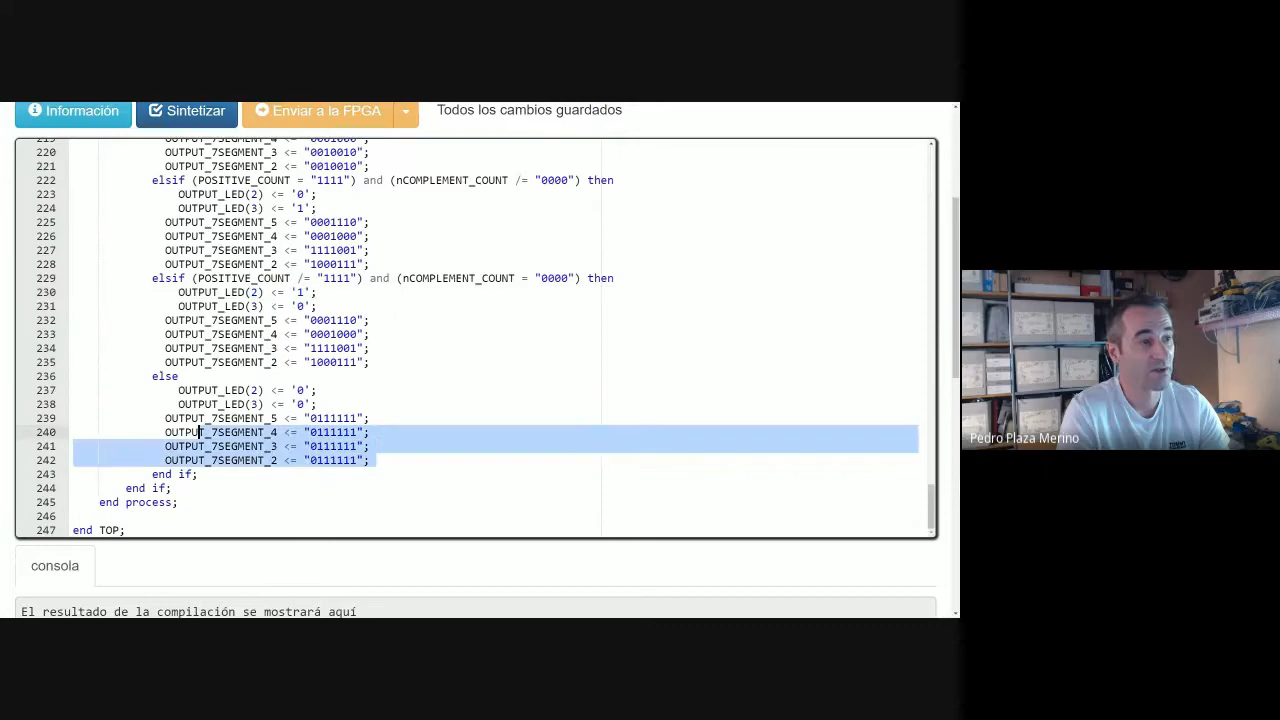 Información Sintetizar Enviar a la FPGA Todos los cambios guardados
219 OUTPUT_7SEGMENT_4 <= "0001000";
220 OUTPUT_7SEGMENT_3 <= "0010010";
221 OUTPUT_7SEGMENT_2 <= "0010010";
222 elsif (POSITIVE_COUNT = "1111") and (nCOMPLEMENT_COUNT /= "0000") then
223 OUTPUT_LED(2) <= '0';
224 OUTPUT_LED(3) <= '1';
225 OUTPUT_7SEGMENT_5 <= "0001110";
226 OUTPUT_7SEGMENT_4 <= "0001000";
227 OUTPUT_7SEGMENT_3 <= "1111001";
228 OUTPUT_7SEGMENT_2 <= "1000111";
229 elsif (POSITIVE_COUNT /= "1111") and (nCOMPLEMENT_COUNT = "0000") then
230 OUTPUT_LED(2) <= '1';
231 OUTPUT_LED(3) <= '0';
232 OUTPUT_7SEGMENT_5 <= "0001110";
233 OUTPUT_7SEGMENT_4 <= "0001000";
234 OUTPUT_7SEGMENT_3 <= "1111001";
235 OUTPUT_7SEGMENT_2 <= "1000111";
236 else
237 OUTPUT_LED(2) <= '0';
238 OUTPUT_LED(3) <= '0';
239 OUTPUT_7SEGMENT_5 <= "0111111";
240 OUTPUT_7SEGMENT_4 <= "0111111";
241 OUTPUT_7SEGMENT_3 <= "0111111";
242 OUTPUT_7SEGMENT_2 <= "0111111";
243 end if;
244 end if;
245 end process;
246
247 end TOP;
consola
El resultado de la compilación se mostrará aquí
Pedro Plaza Merino